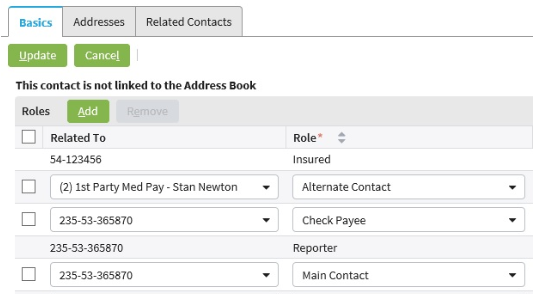 Basics Addresses Related Contacts
Update Cancel
This contact is not linked to the Address Book
Roles Add Remove
Related To Role*
54-123456 Insured
(2) 1st Party Med Pay - Stan Newton Alternate Contact
235-53-365870 Check Payee
235-53-365870 Reporter
235-53-365870 Main Contact